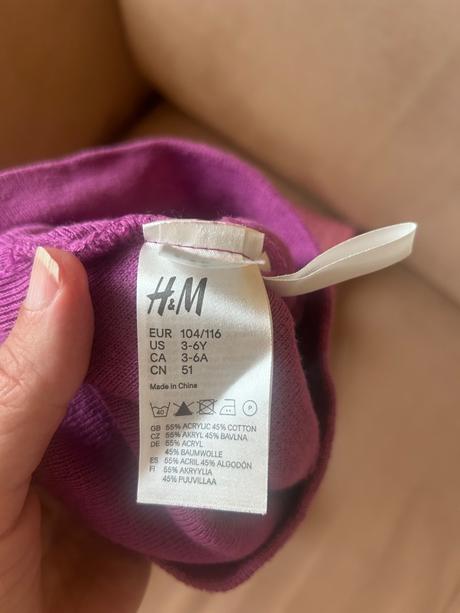 H&M
EUR 104/116
US 3-6Y
CA 3-6A
CN 51
Made in China
40 P
GB 55% ACRYLIC 45% COTTON
CZ 55% AKRYL 45% BAVLNA
DE 55% ACRYL
45% BAUMWOLLE
ES 55% ACRIL 45% ALGODÓN
FI 55% AKRYYLIA
45% PUUVILLAA